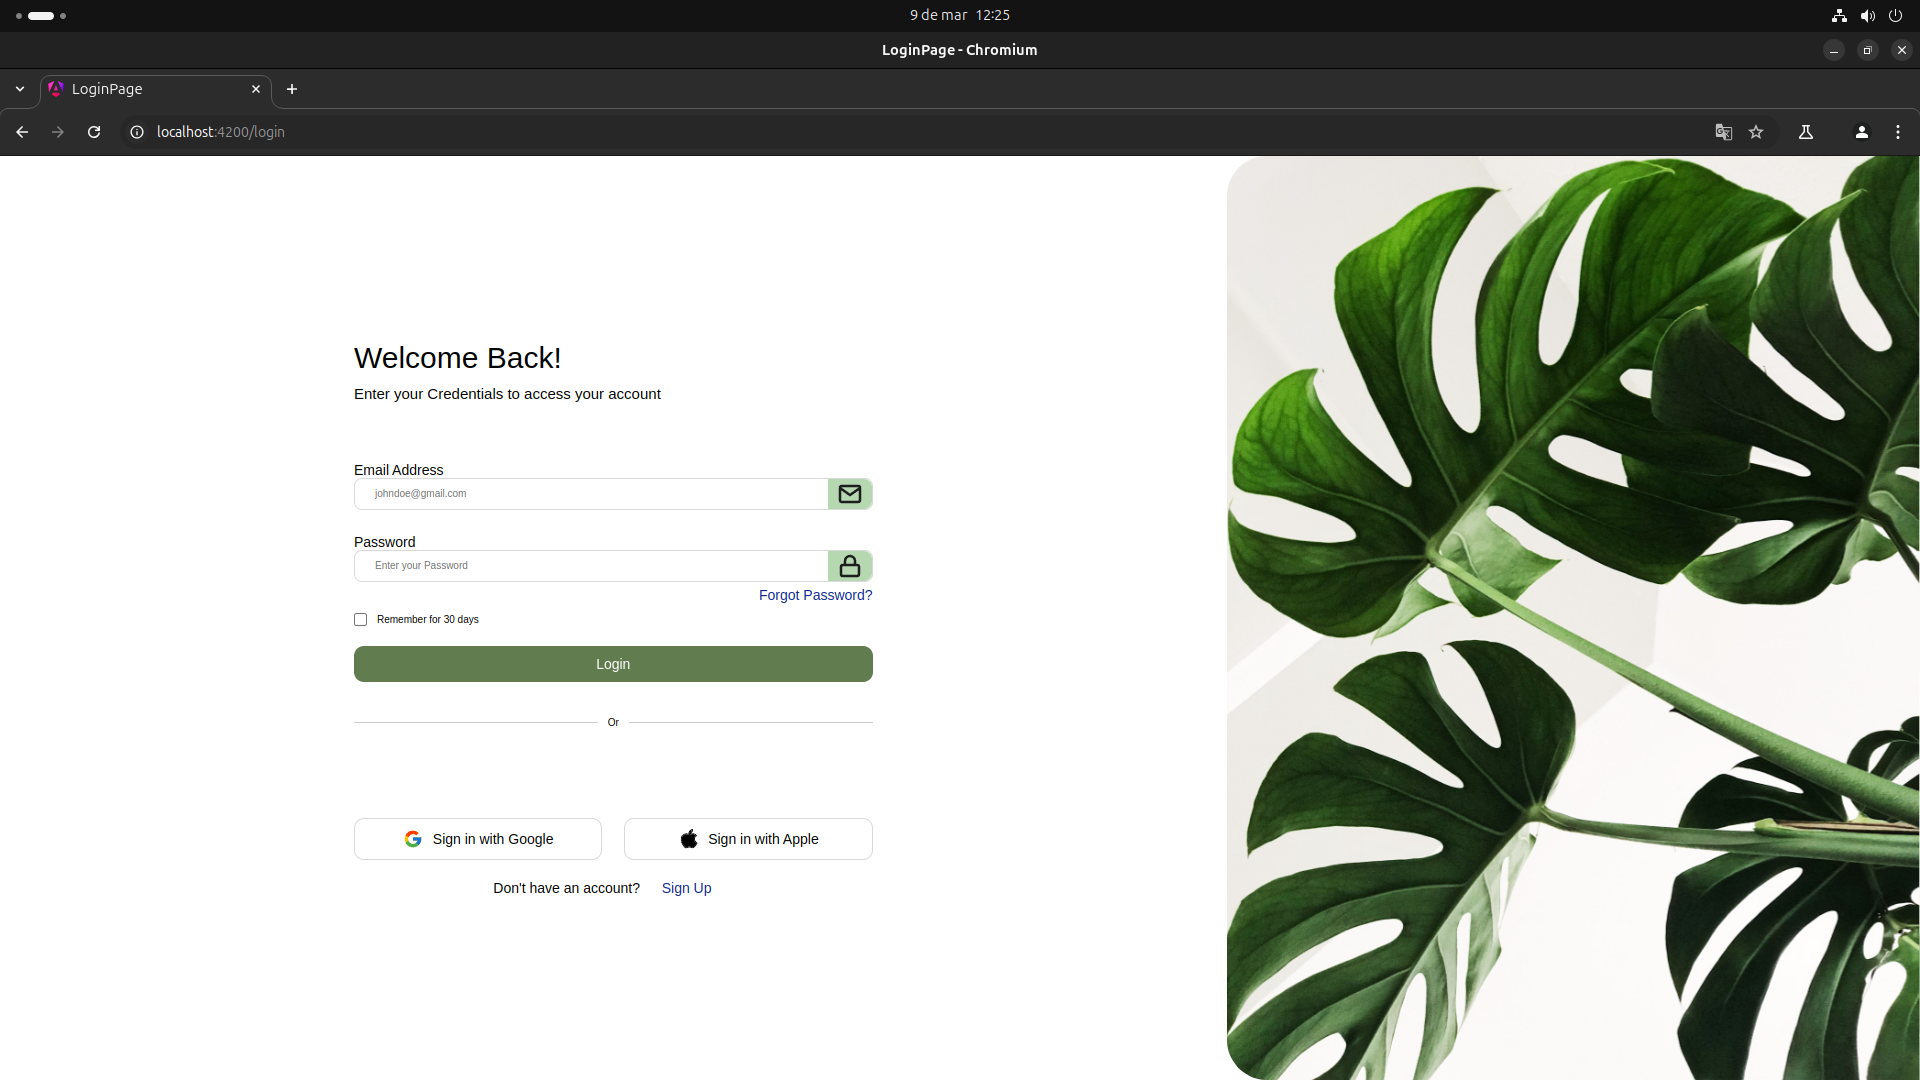 9 de mar 12:25
LoginPage - Chromium
LoginPage
localhost:4200/login
Welcome Back!
Enter your Credentials to access your account
Email Address
johndoe@gmail.com
Password
Enter your Password
Forgot Password?
Remember for 30 days
Login
Or
Sign in with Google
Sign in with Apple
Don't have an account? Sign Up